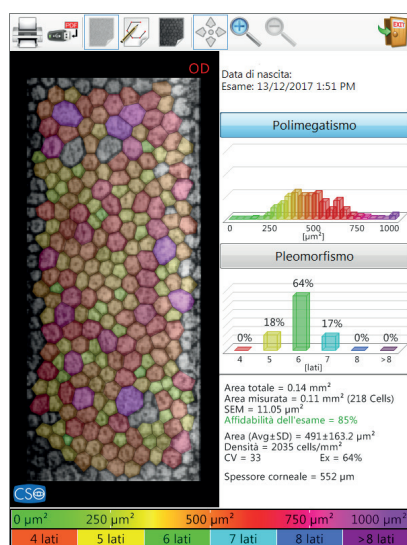 PDF
EXIT
OD
Data di nascita:
Esame: 13/12/2017 1:51 PM
Polimegatismo
0 250 500 750 1000
[µm²]
Pleomorfismo
0% 18% 64% 17% 0% 0%
4 5 6 7 8 >8
[lati]
Area totale = 0.14 mm²
Area misurata = 0.11 mm² (218 Cells)
SEM = 11.05 µm²
Affidabilità dell'esame = 85%
Area (Avg±SD) = 491±163.2 µm²
Densità = 2035 cells/mm²
CV = 33 Ex = 64%
Spessore corneale = 552 µm
CSO
0 µm² 250 µm² 500 µm² 750 µm² 1000 µm²
4 lati 5 lati 6 lati 7 lati 8 lati >8 lati